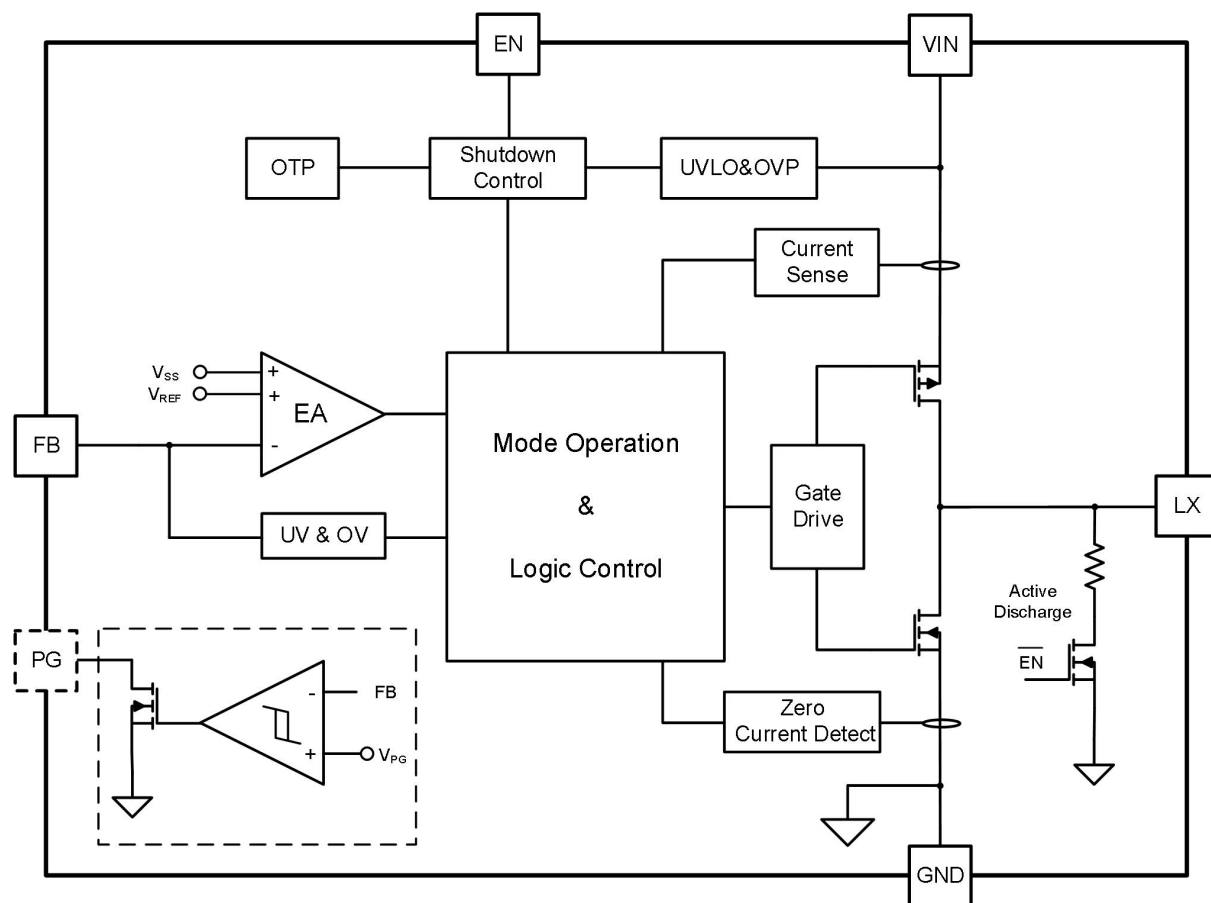 EN
VIN
OTP
Shutdown
Control
UVLO&OVP
Current
Sense
VSS
+
VREF
+
EA
FB
-
Mode Operation
&
Logic Control
Gate
Drive
LX
UV & OV
Active
Discharge
EN
PG
-
FB
+
VPG
Zero
Current Detect
GND